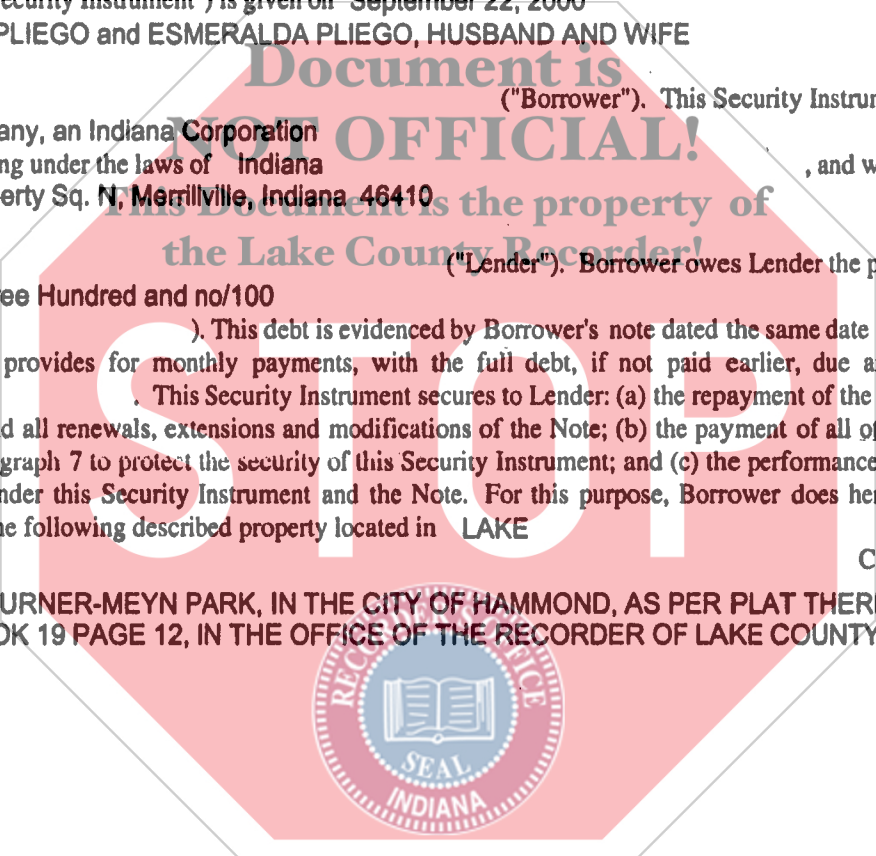 ecurity Instrument") is given on September 22, 2000
PLIEGO and ESMERALDA PLIEGO, HUSBAND AND WIFE
Document is
("Borrower"). This Security Instrur
any, an Indiana Corporation
NOT OFFICIAL!
ng under the laws of Indiana , and w
erty Sq. N, Merrillville, Indiana 46410
This Document is the property of
the Lake County Recorder!
("Lender"). Borrower owes Lender the p
ee Hundred and no/100
). This debt is evidenced by Borrower's note dated the same date
provides for monthly payments, with the full debt, if not paid earlier, due a
. This Security Instrument secures to Lender: (a) the repayment of the
d all renewals, extensions and modifications of the Note; (b) the payment of all o
graph 7 to protect the security of this Security Instrument; and (c) the performance
nder this Security Instrument and the Note. For this purpose, Borrower does her
ne following described property located in LAKE
STOP
C
URNER-MEYN PARK, IN THE CITY OF HAMMOND, AS PER PLAT THER
OK 19 PAGE 12, IN THE OFFICE OF THE RECORDER OF LAKE COUNTY
RECORDER'S OFFICE
SEAL
INDIANA